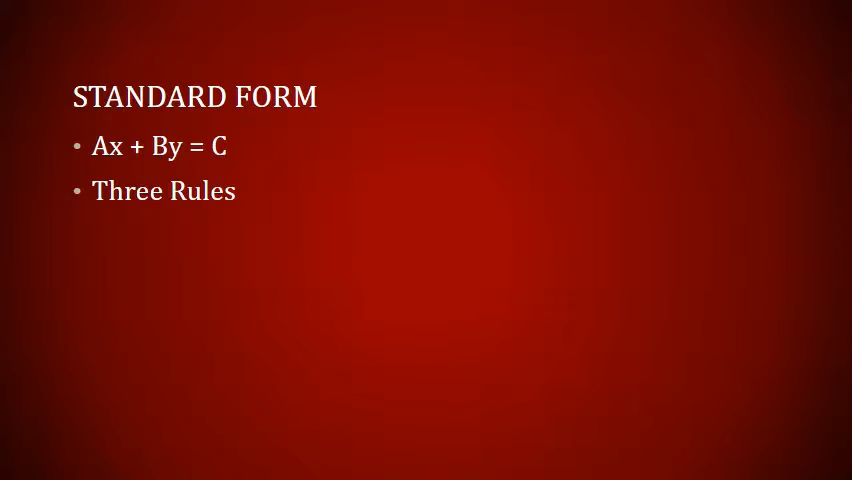 STANDARD FORM
• Ax + By = C
• Three Rules